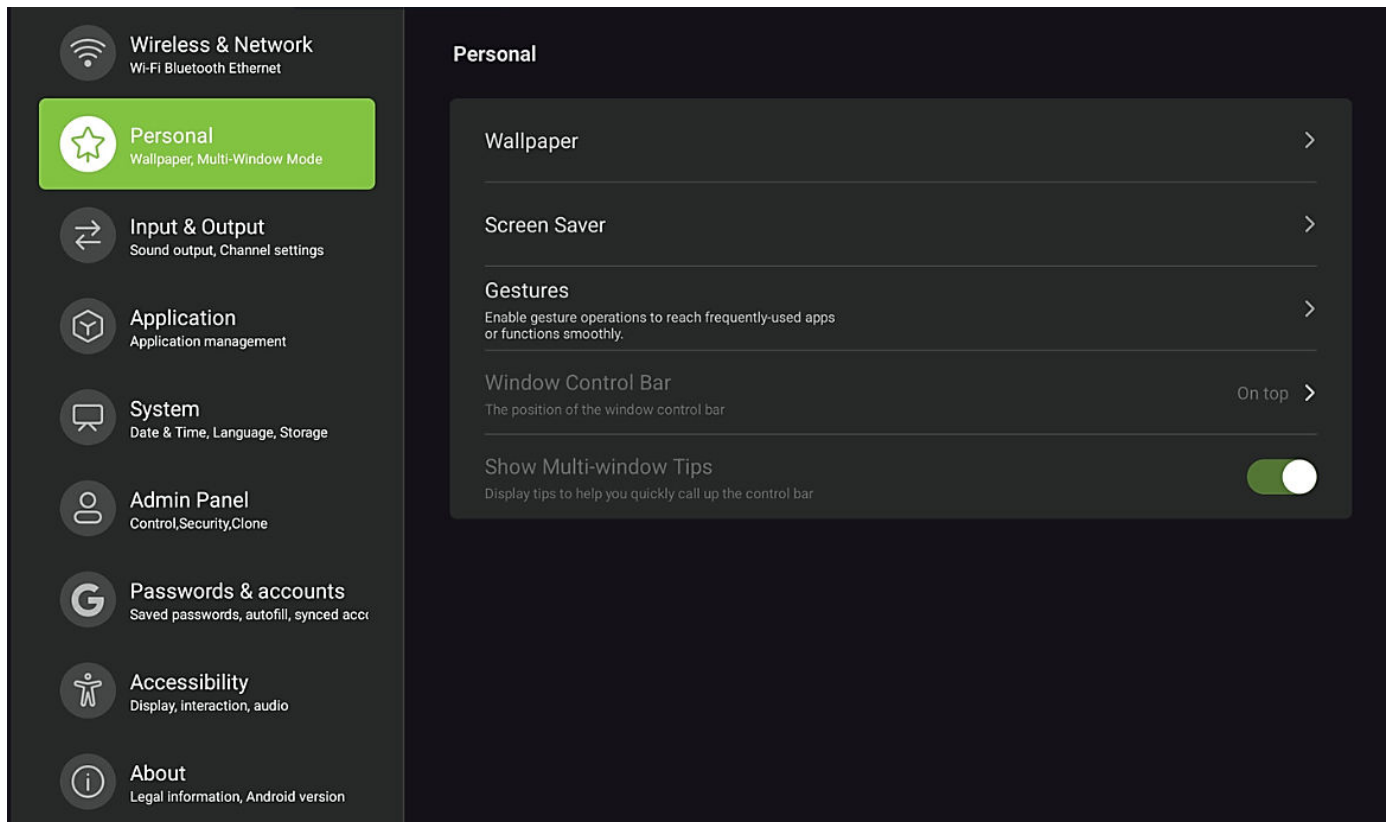 Wireless & Network
Wi-Fi Bluetooth Ethernet
Personal
Wallpaper, Multi-Window Mode
Input & Output
Sound output, Channel settings
Application
Application management
System
Date & Time, Language, Storage
Admin Panel
Control,Security,Clone
Passwords & accounts
Saved passwords, autofill, synced acc
Accessibility
Display, interaction, audio
About
Legal information, Android version
Personal
Wallpaper
Screen Saver
Gestures
Enable gesture operations to reach frequently-used apps
or functions smoothly.
Window Control Bar
The position of the window control bar
On top
Show Multi-window Tips
Display tips to help you quickly call up the control bar